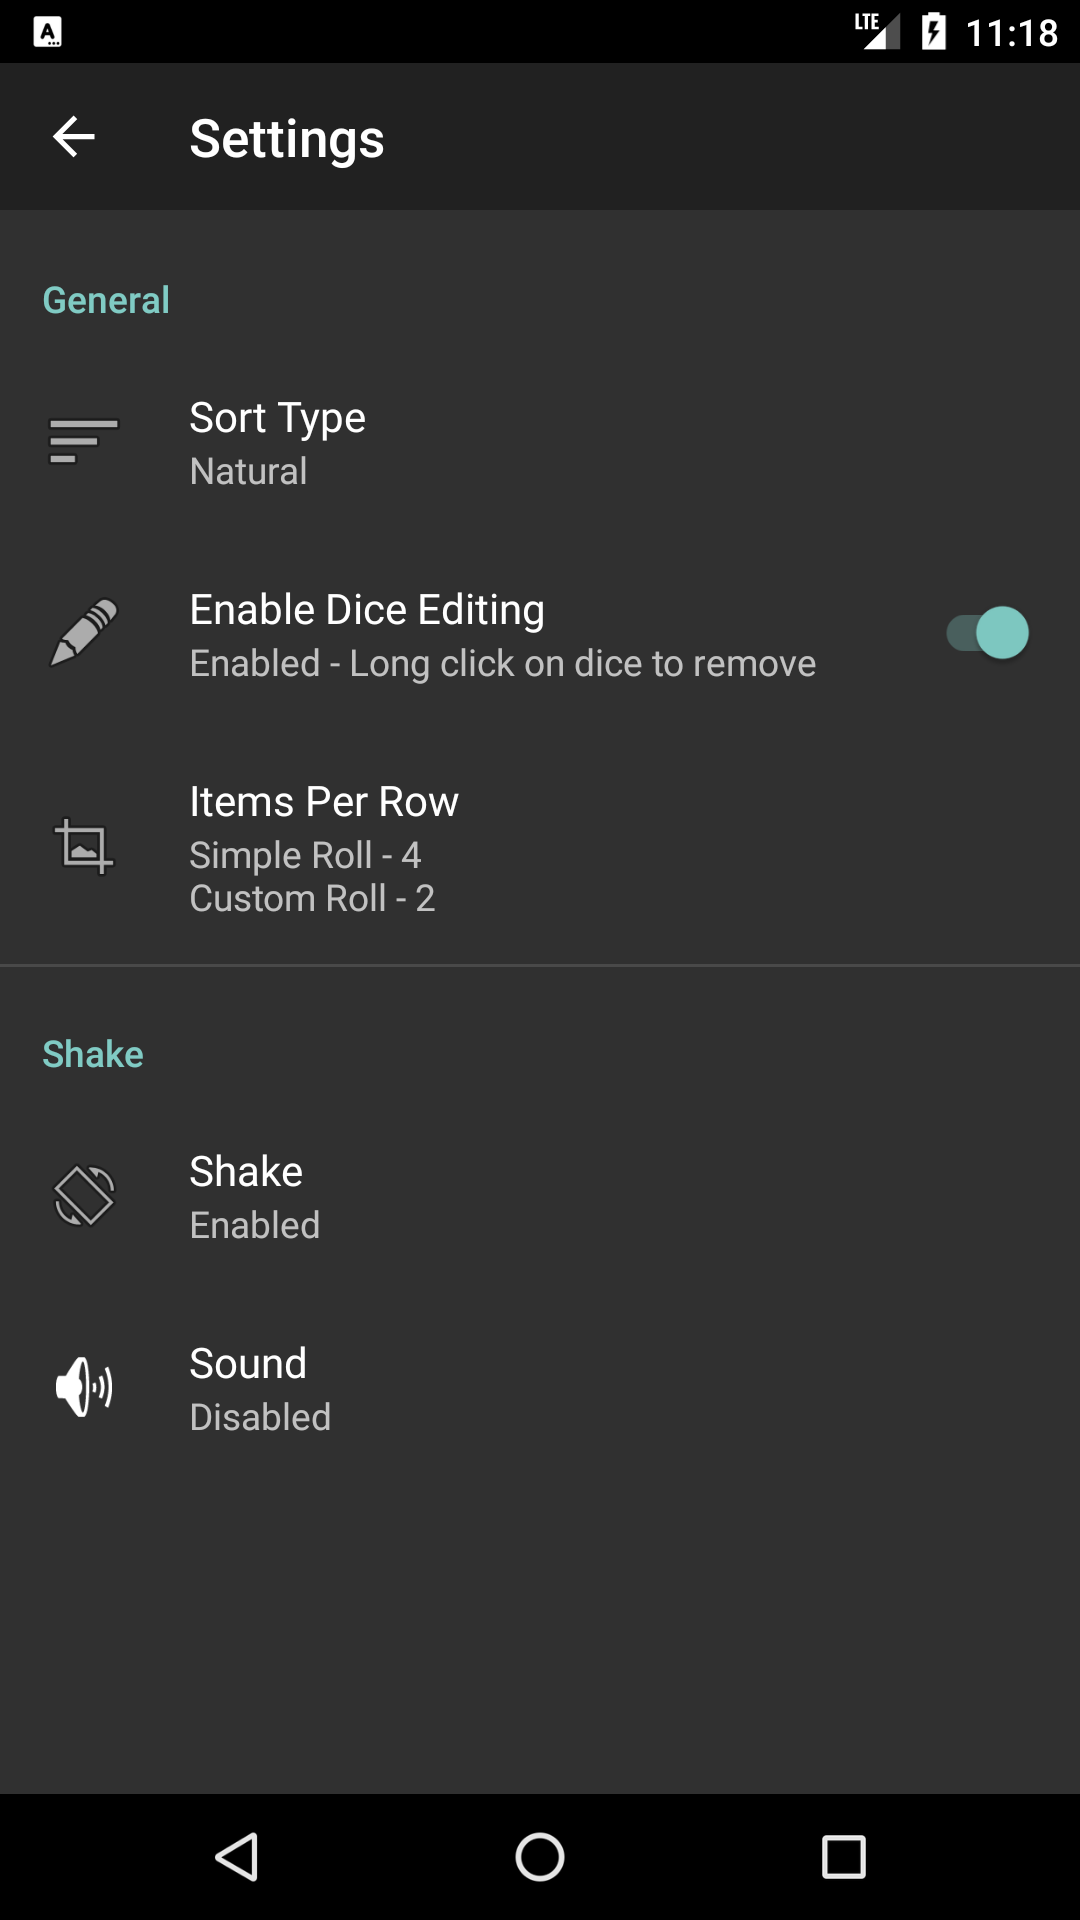 A
LTE 11:18
Settings
General
Sort Type
Natural
Enable Dice Editing
Enabled - Long click on dice to remove
Items Per Row
Simple Roll - 4
Custom Roll - 2
Shake
Shake
Enabled
Sound
Disabled